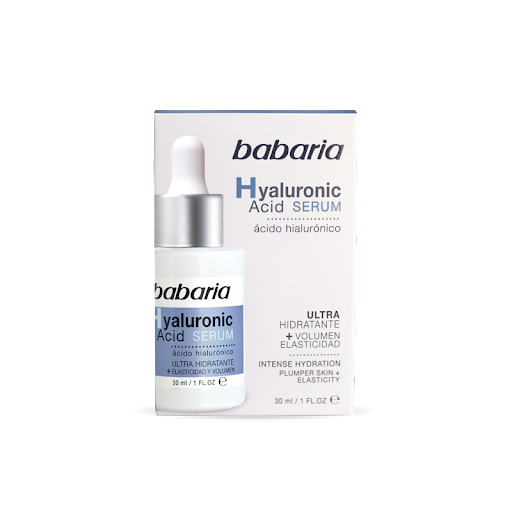 babaria
Hyaluronic
Acid SERUM
ácido hialurónico
ULTRA
HIDRATANTE
+ VOLUMEN
ELASTICIDAD
INTENSE HYDRATION
PLUMPER SKIN +
ELASTICITY
30 ml / 1 FL.OZ ℮
babaria
Hyaluronic
Acid SERUM
ácido hialurónico
ULTRA HIDRATANTE
+ ELASTICIDAD Y VOLUMEN
30 ml / 1 FL.OZ ℮